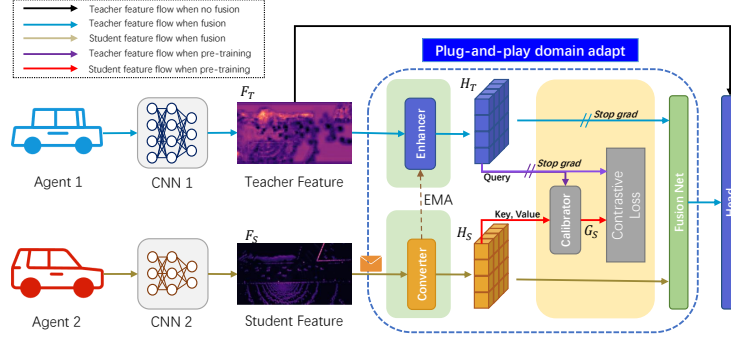 Teacher feature flow when no fusion
Teacher feature flow when fusion
Student feature flow when fusion
Teacher feature flow when pre-training
Student feature flow when pre-training
Plug-and-play domain adapt
F_T
H_T
Enhancer
Stop grad
Agent 1
CNN 1
Teacher Feature
Query
Stop grad
EMA
Key, Value
Calibrator
G_S
Contrastive
Loss
Fusion Net
Head
F_S
H_S
Converter
Agent 2
CNN 2
Student Feature